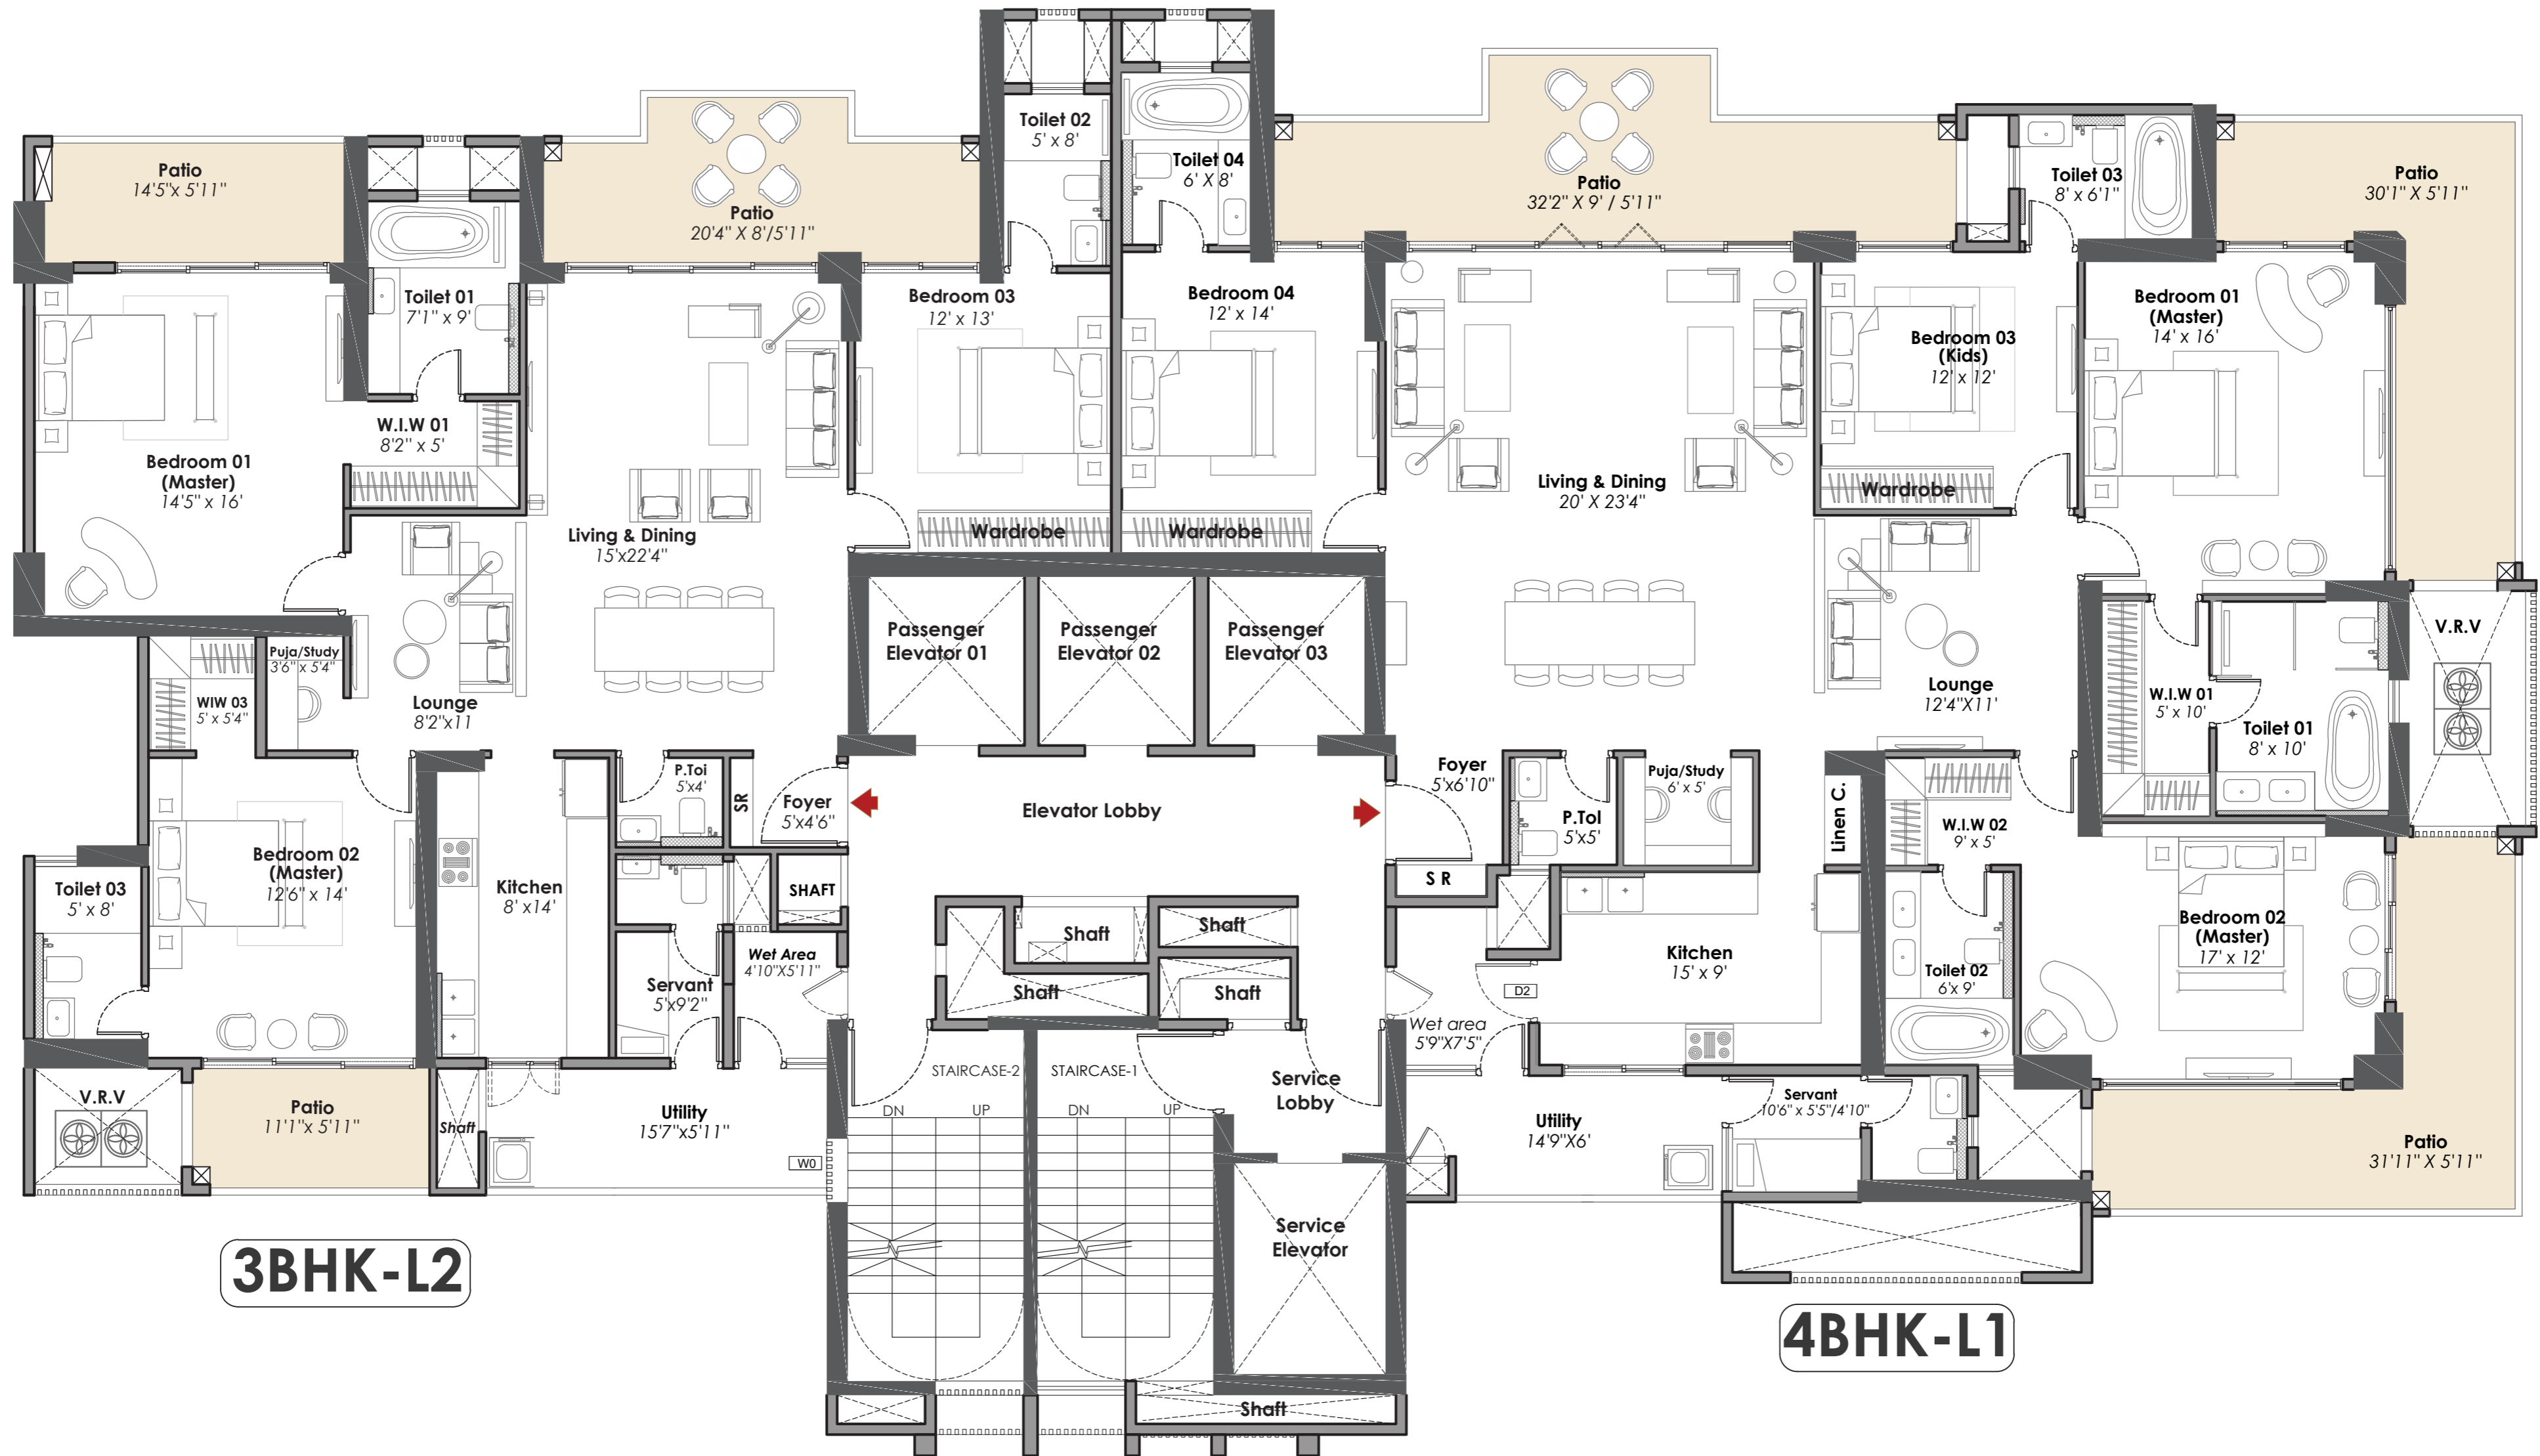 Patio
14'5"x 5'11"
Toilet 01
7'1" x 9'
W.I.W 01
8'2" x 5'
Bedroom 01
(Master)
14'5" x 16'
Patio
20'4" X 8'/5'11"
Living & Dining
15'x22'4"
Toilet 02
5' x 8'
Bedroom 03
12' x 13'
Wardrobe
Puja/Study
3'6" x 5'4"
WIW 03
5' x 5'4"
Lounge
8'2"x11
Bedroom 02
(Master)
12'6" x 14'
Toilet 03
5' x 8'
Kitchen
8' x14'
P.Toi
5'x4'
SR
Foyer
5'x4'6"
SHAFT
Wet Area
4'10"X5'11"
Servant
5'x9'2"
V.R.V
Patio
11'1"x 5'11"
Shaft
Utility
15'7"x5'11"
W0
3BHK-L2
Passenger
Elevator 01
Passenger
Elevator 02
Passenger
Elevator 03
Elevator Lobby
Shaft
Shaft
Shaft
Shaft
STAIRCASE-2
STAIRCASE-1
DN
UP
DN
UP
Service
Lobby
Service
Elevator
Shaft
Toilet 04
6' X 8'
Bedroom 04
12' x 14'
Wardrobe
Patio
32'2" X 9' / 5'11"
Living & Dining
20' X 23'4"
Toilet 03
8' x 6'1"
Bedroom 03
(Kids)
12' x 12'
Wardrobe
Patio
30'1" X 5'11"
Bedroom 01
(Master)
14' x 16'
Lounge
12'4"X11'
W.I.W 01
5' x 10'
Toilet 01
8' x 10'
V.R.V
Foyer
5'x6'10"
P.Tol
5'x5'
Puja/Study
6' x 5'
Linen C.
W.I.W 02
9' x 5'
S R
Kitchen
15' x 9'
D2
Wet area
5'9"X7'5"
Toilet 02
6'x 9'
Bedroom 02
(Master)
17' x 12'
Utility
14'9"X6'
Servant
10'6" x 5'5"/4'10"
Patio
31'11" X 5'11"
4BHK-L1